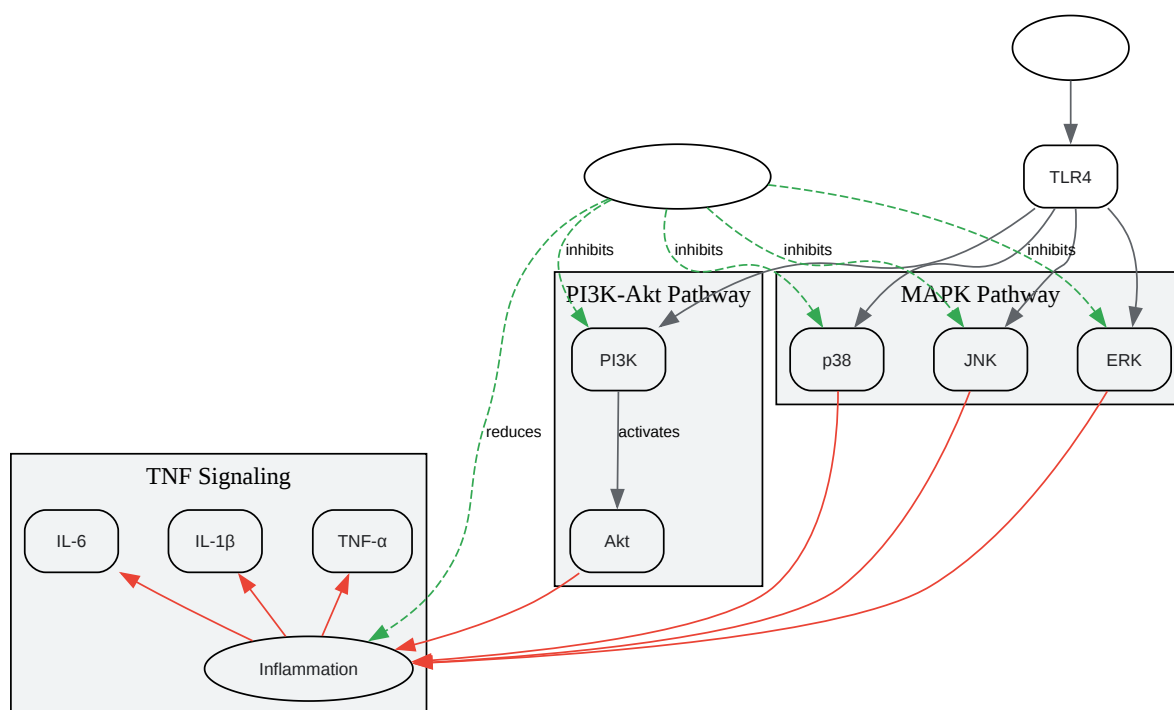 TLR4
inhibits
inhibits
inhibits
inhibits
PI3K-Akt Pathway
MAPK Pathway
PI3K
p38
JNK
ERK
reduces
activates
TNF Signaling
IL-6
IL-1β
TNF-α
Akt
Inflammation